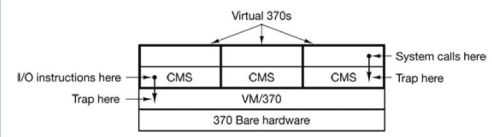 Virtual 370s
System calls here
I/O instructions here
CMS
CMS
CMS
Trap here
Trap here
VM/370
370 Bare hardware